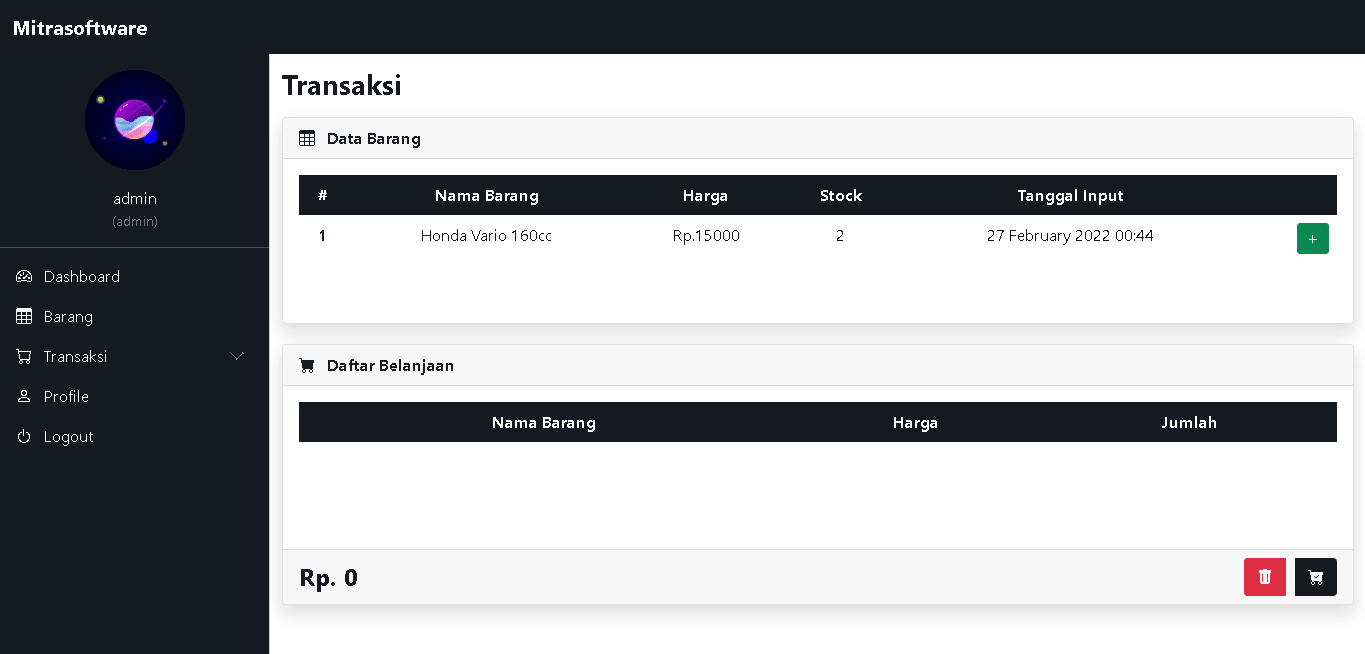 Mitrasoftware
admin
(admin)
Dashboard
Barang
Transaksi
Profile
Logout
Transaksi
Data Barang
# Nama Barang Harga Stock Tanggal Input
1 Honda Vario 160cc Rp.15000 2 27 February 2022 00:44 +
Daftar Belanjaan
Nama Barang Harga Jumlah
Rp. 0